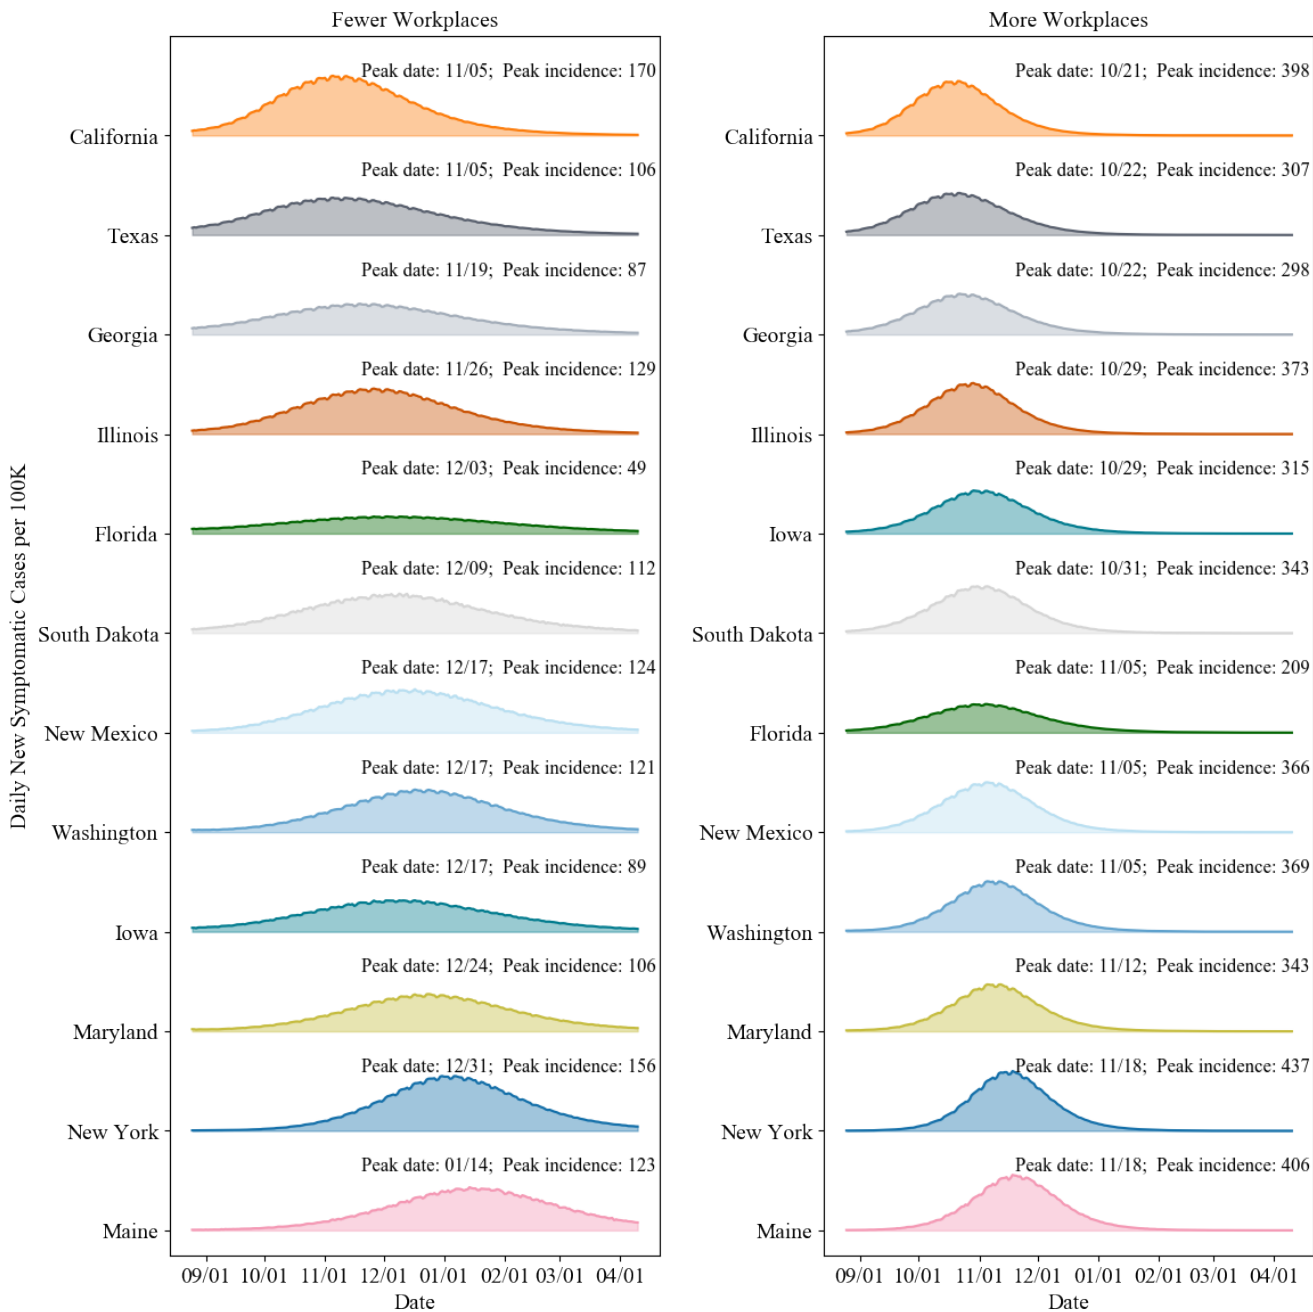 Fewer Workplaces
Daily New Symptomatic Cases per 100K
Peak date: 11/05;  Peak incidence: 170
California
Peak date: 11/05;  Peak incidence: 106
Texas
Peak date: 11/19;  Peak incidence: 87
Georgia
Peak date: 11/26;  Peak incidence: 129
Illinois
Peak date: 12/03;  Peak incidence: 49
Florida
Peak date: 12/09;  Peak incidence: 112
South Dakota
Peak date: 12/17;  Peak incidence: 124
New Mexico
Peak date: 12/17;  Peak incidence: 121
Washington
Peak date: 12/17;  Peak incidence: 89
Iowa
Peak date: 12/24;  Peak incidence: 106
Maryland
Peak date: 12/31;  Peak incidence: 156
New York
Peak date: 01/14;  Peak incidence: 123
Maine
09/01 10/01 11/01 12/01 01/01 02/01 03/01 04/01
Date
More Workplaces
Peak date: 10/21;  Peak incidence: 398
California
Peak date: 10/22;  Peak incidence: 307
Texas
Peak date: 10/22;  Peak incidence: 298
Georgia
Peak date: 10/29;  Peak incidence: 373
Illinois
Peak date: 10/29;  Peak incidence: 315
Iowa
Peak date: 10/31;  Peak incidence: 343
South Dakota
Peak date: 11/05;  Peak incidence: 209
Florida
Peak date: 11/05;  Peak incidence: 366
New Mexico
Peak date: 11/05;  Peak incidence: 369
Washington
Peak date: 11/12;  Peak incidence: 343
Maryland
Peak date: 11/18;  Peak incidence: 437
New York
Peak date: 11/18;  Peak incidence: 406
Maine
09/01 10/01 11/01 12/01 01/01 02/01 03/01 04/01
Date